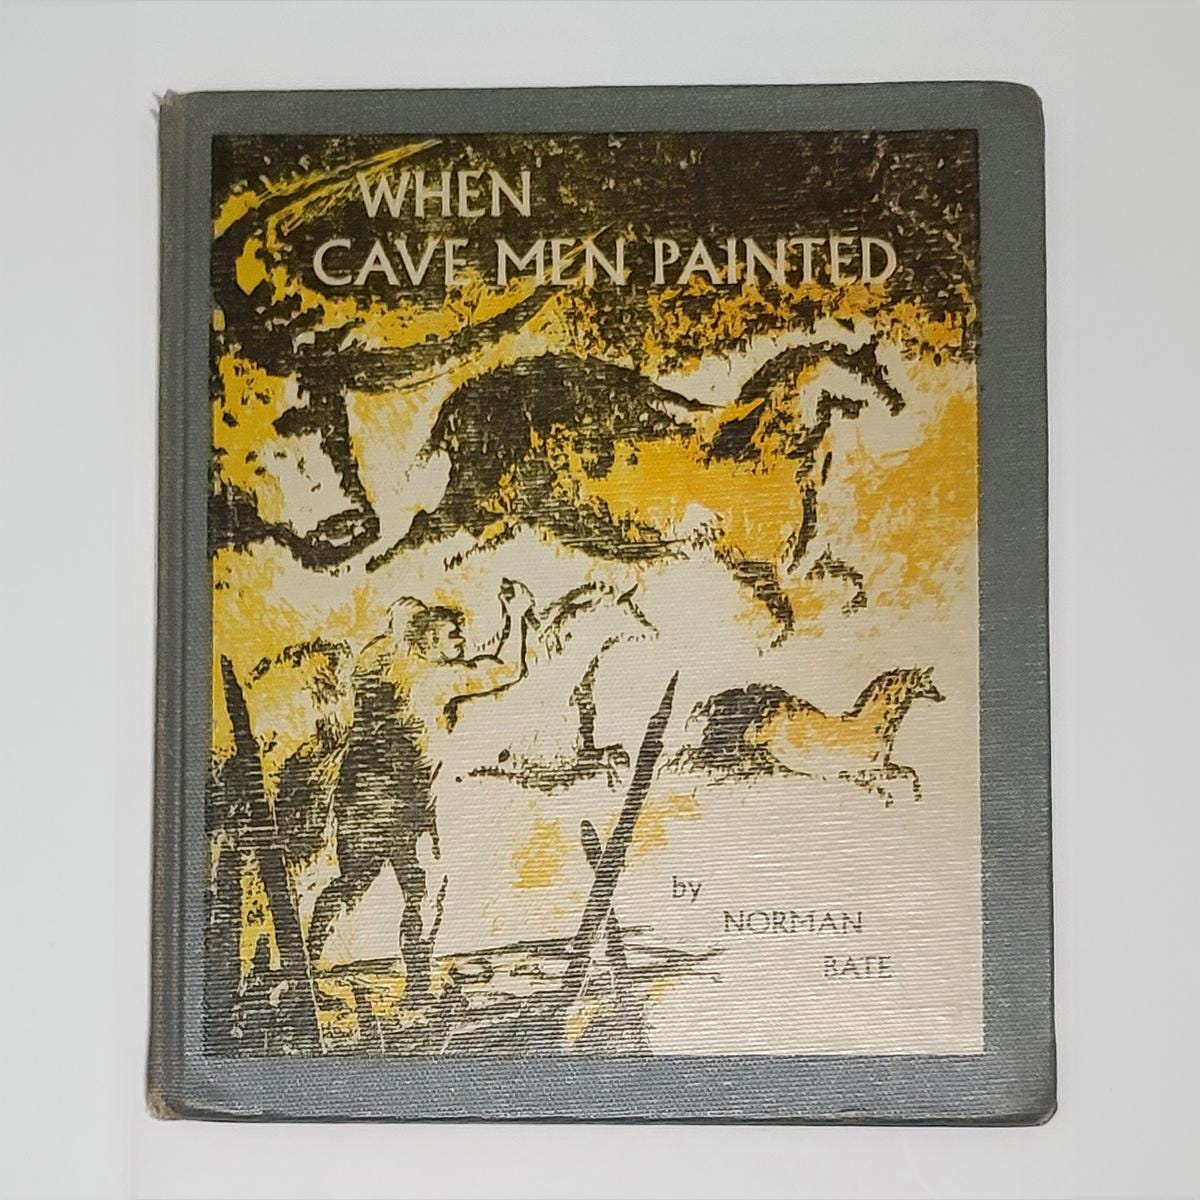 WHEN
CAVE MEN PAINTED
by
NORMAN
BATE